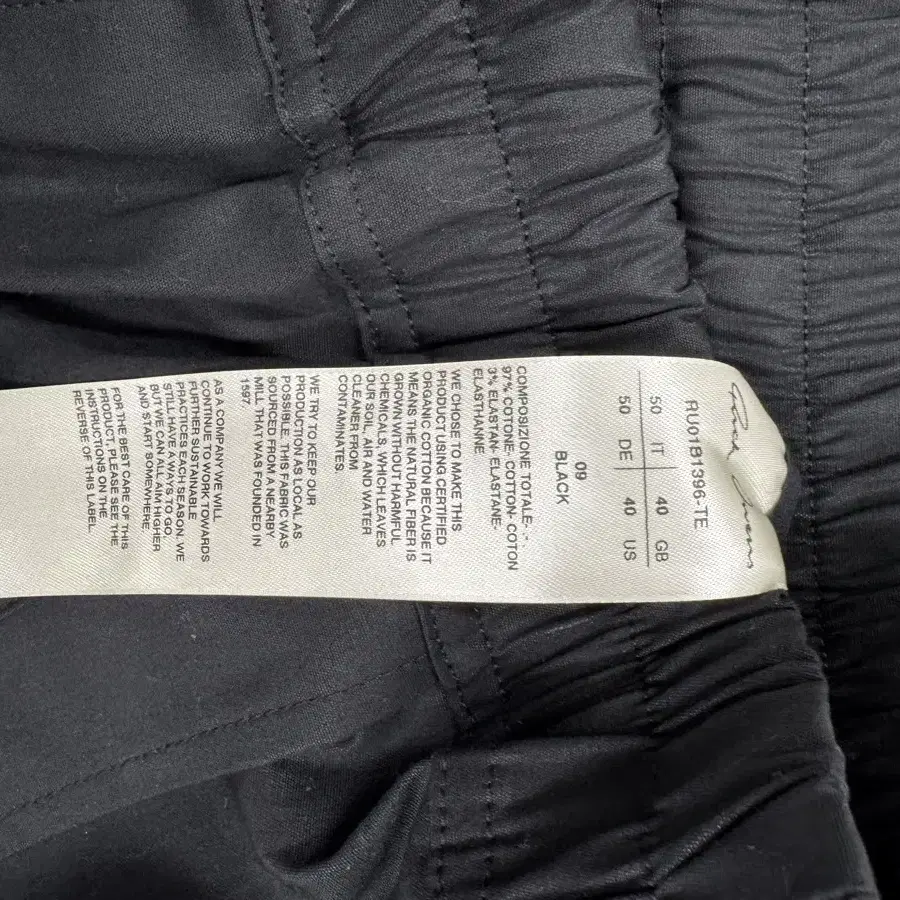 Rick Owens
RU01B1396-TE
50 IT 40 GB
50 DE 40 US
09
BLACK
COMPOSIZIONE TOTALE-
97% COTONE- COTTON- COTON
3% ELASTAN- ELASTANE-
ELASTHANNE
WE CHOSE TO MAKE THIS
PRODUCT USING CERTIFIED
ORGANIC COTTON BECAUSE IT
MEANS THE NATURAL FIBER IS
GROWN WITHOUT HARMFUL
CHEMICALS, WHICH LEAVES
OUR SOIL, AIR AND WATER
CLEANER FROM
CONTAMINATES.
WE TRY TO KEEP OUR
PRODUCTION AS LOCAL AS
POSSIBLE. THIS FABRIC WAS
SOURCED FROM A NEARBY
MILL THAT WAS FOUNDED IN
1597.
AS A COMPANY WE WILL
CONTINUE TO WORK TOWARDS
FURTHER SUSTAINABLE
PRACTICE EACH SEASON. WE
STILL HAVE A WAYS TO GO
BUT WE CAN ALL AIM HIGHER
AND START SOMEWHERE.
FOR THE BEST CARE OF THIS
PRODUCT, PLEASE SEE THE
INSTRUCTIONS ON THE
REVERSE OF THIS LABEL.